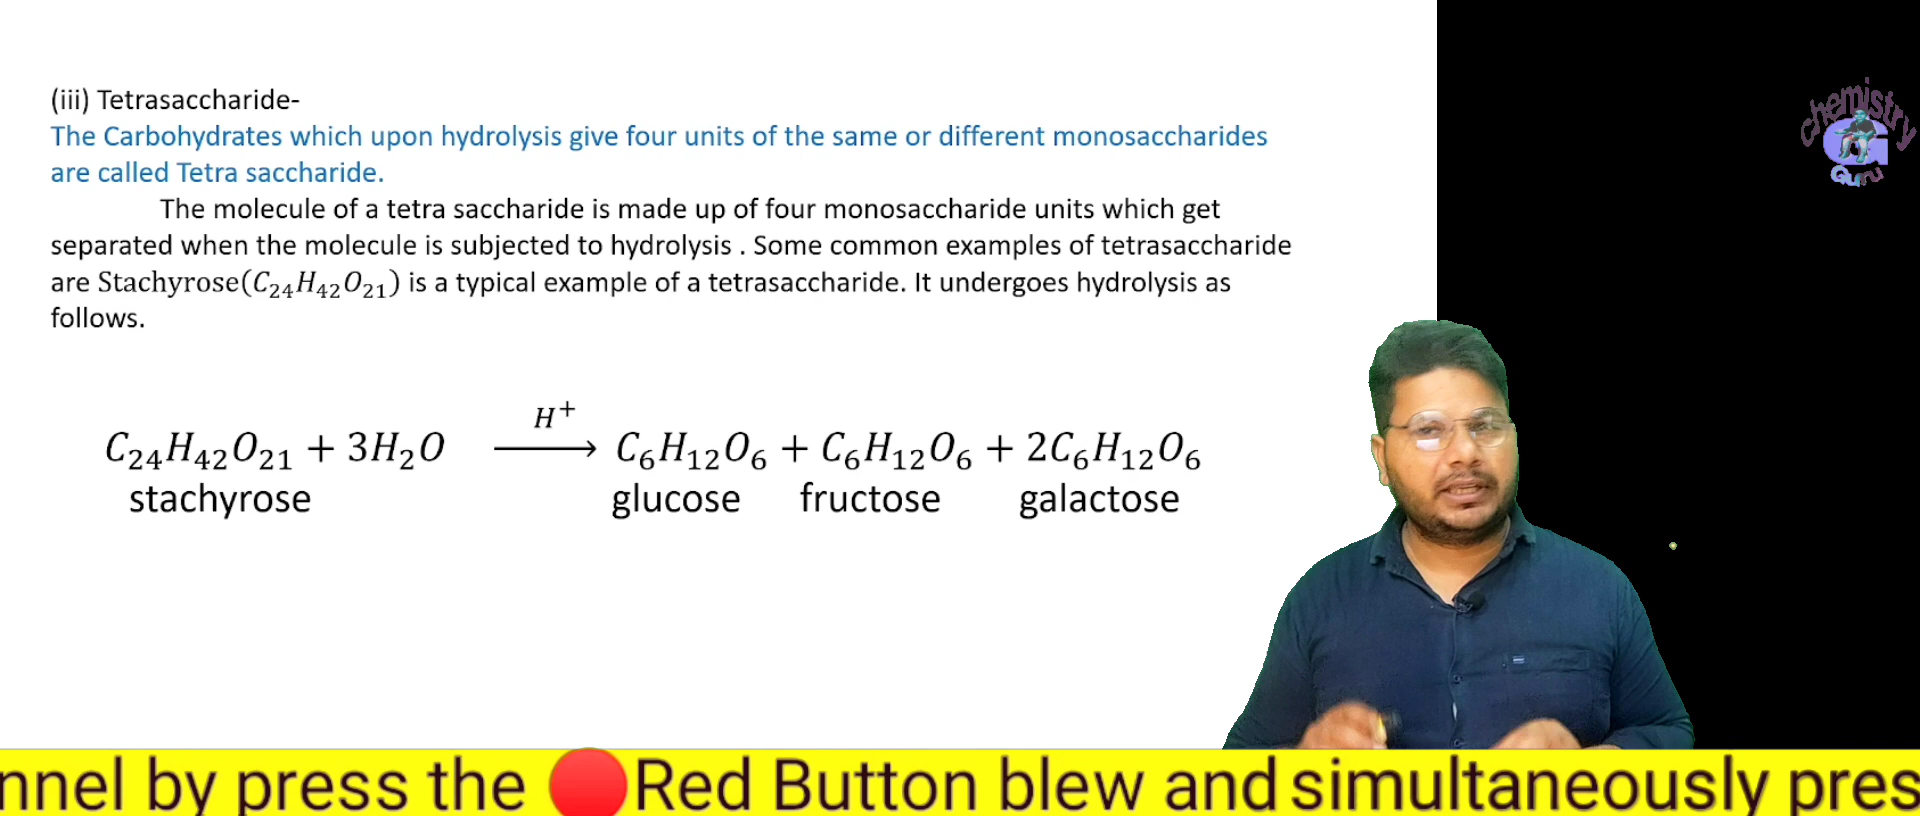 (iii) Tetrasaccharide-
The Carbohydrates which upon hydrolysis give four units of the same or different monosaccharides
are called Tetra saccharide.
The molecule of a tetra saccharide is made up of four monosaccharide units which get
separated when the molecule is subjected to hydrolysis . Some common examples of tetrasaccharide
are Stachyrose(C₂₄H₄₂O₂₁) is a typical example of a tetrasaccharide. It undergoes hydrolysis as
follows.
H⁺
C₂₄H₄₂O₂₁ + 3H₂O ⟶ C₆H₁₂O₆ + C₆H₁₂O₆ + 2C₆H₁₂O₆
stachyrose glucose fructose galactose
chemistry
G
Guru
nnel by press the 🔴Red Button blew and simultaneously pres